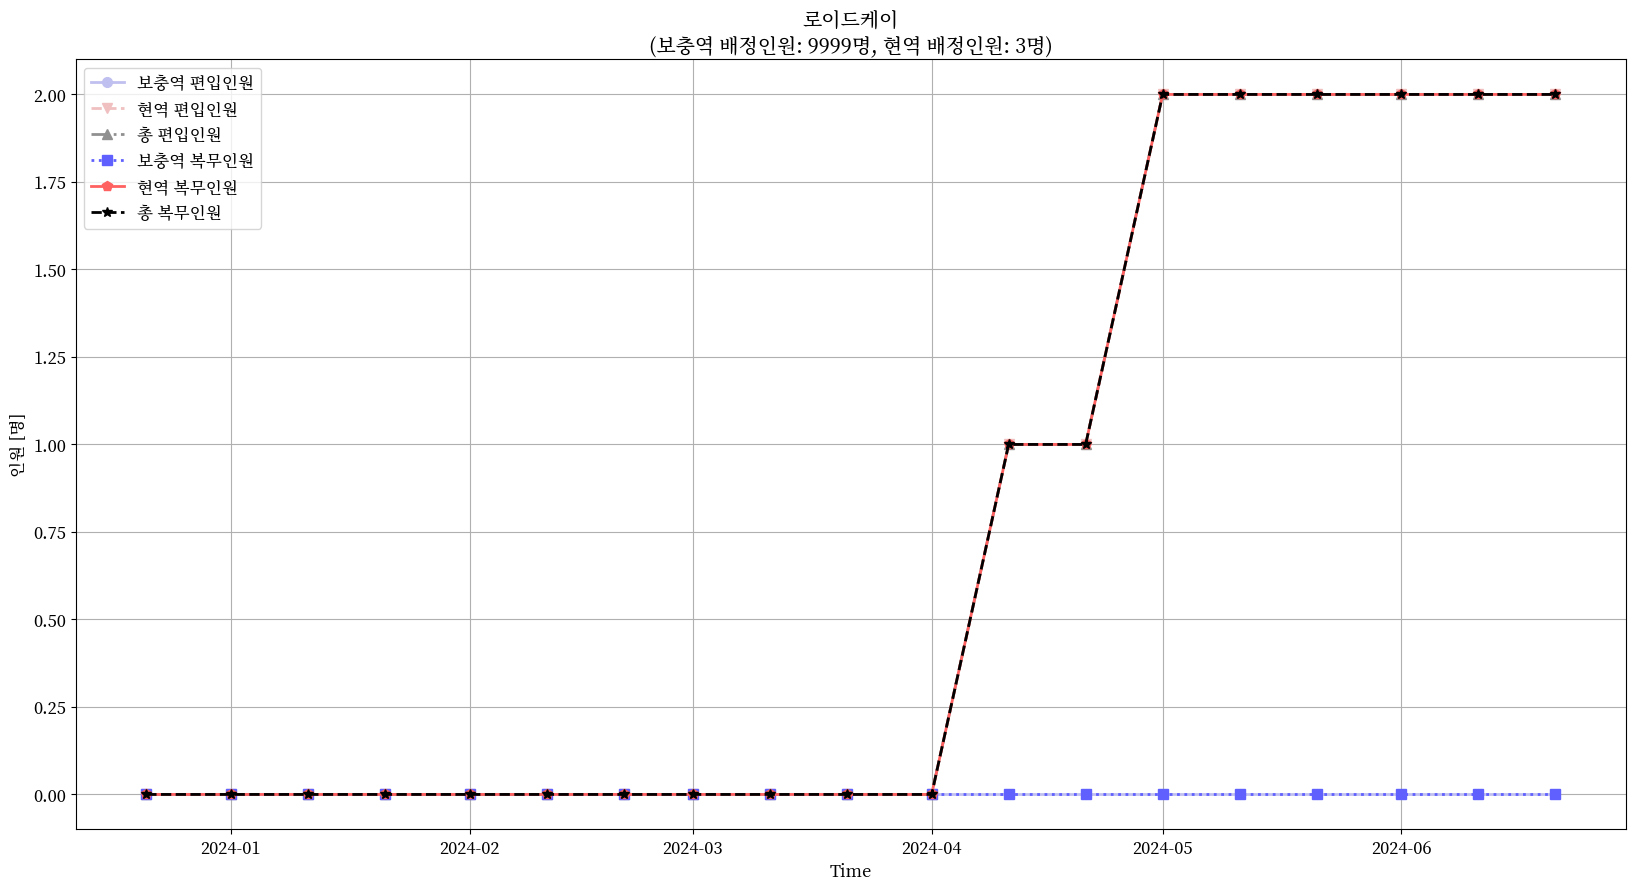 로이드케이
(보충역 배정인원: 9999명, 현역 배정인원: 3명)
보충역 편입인원
현역 편입인원
총 편입인원
보충역 복무인원
현역 복무인원
총 복무인원
인원 [명]
2.00
1.75
1.50
1.25
1.00
0.75
0.50
0.25
0.00
2024-01
2024-02
2024-03
2024-04
2024-05
2024-06
Time